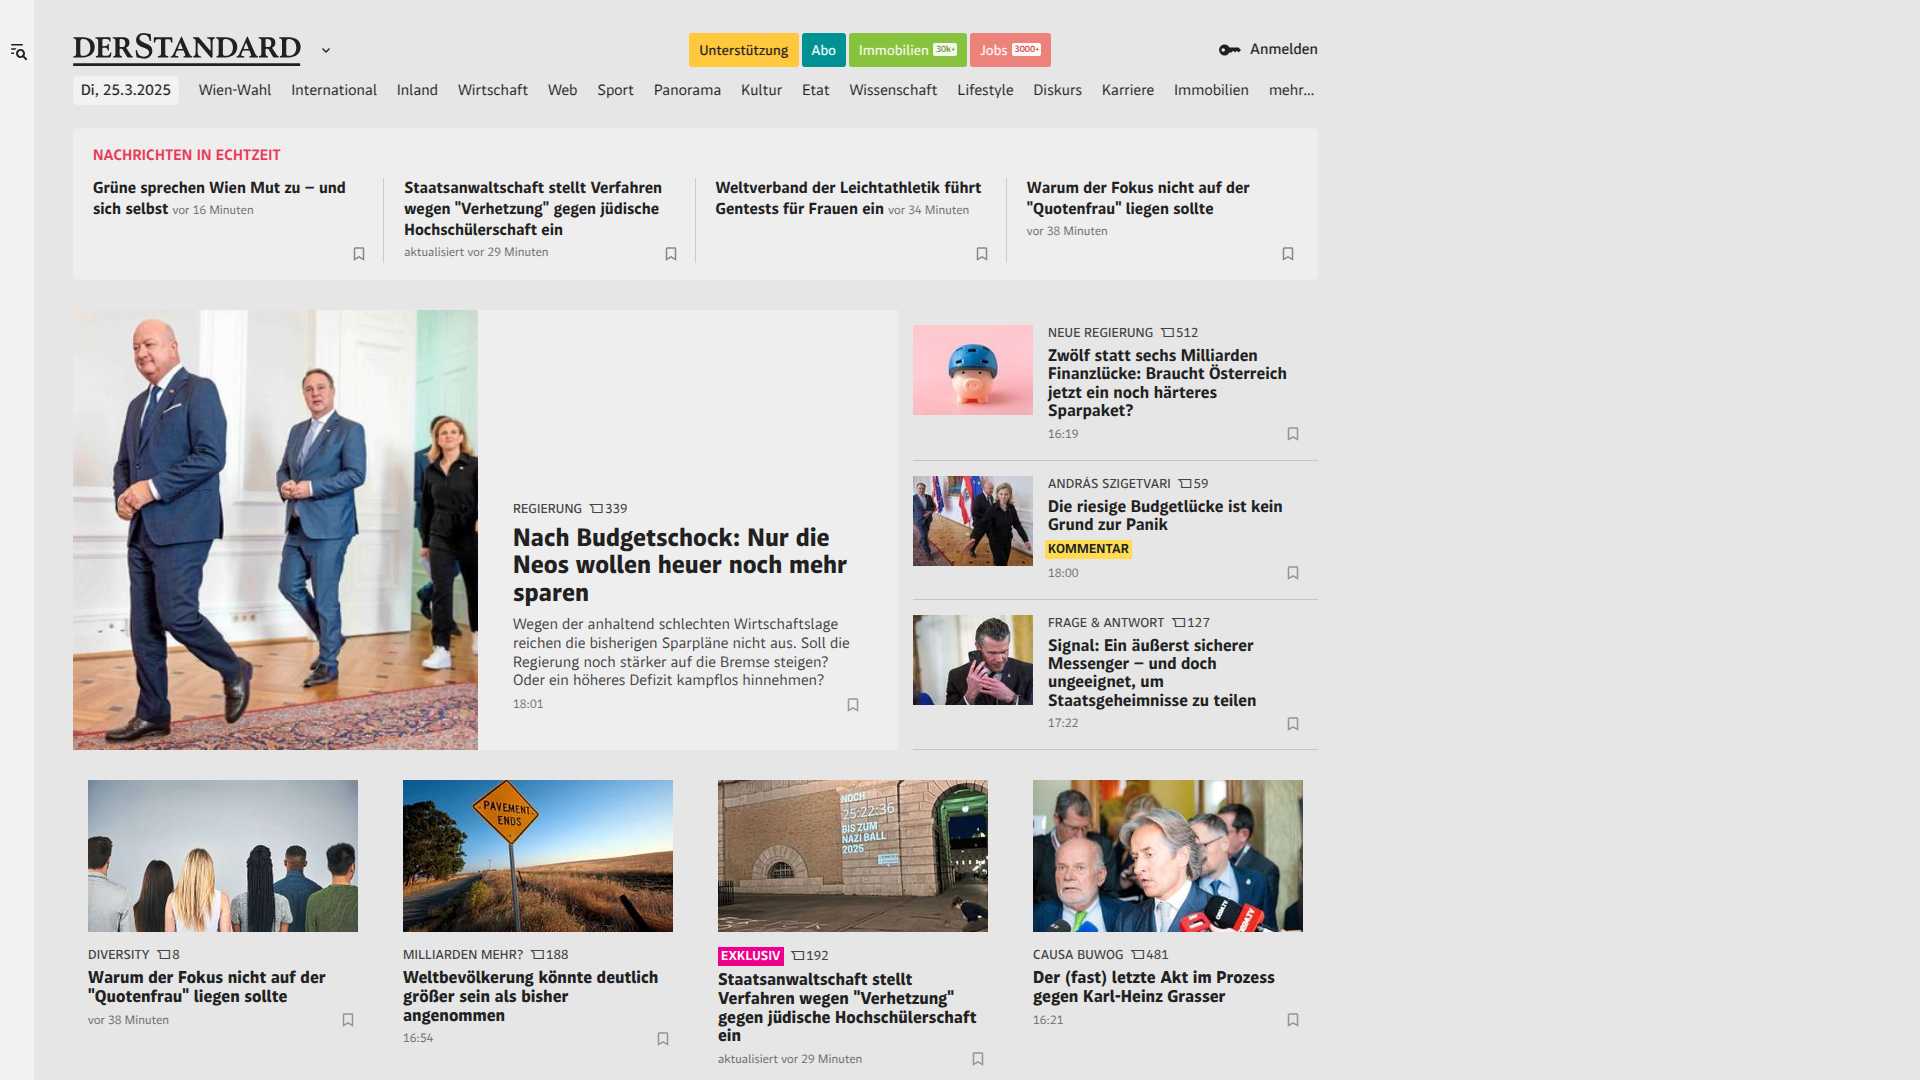 DERSTANDARD
Unterstützung
Abo
Immobilien 30k+
Jobs 3000+
Anmelden
Di, 25.3.2025
Wien-Wahl
International
Inland
Wirtschaft
Web
Sport
Panorama
Kultur
Etat
Wissenschaft
Lifestyle
Diskurs
Karriere
Immobilien
mehr...
NACHRICHTEN IN ECHTZEIT
Grüne sprechen Wien Mut zu – und
sich selbst vor 16 Minuten
Staatsanwaltschaft stellt Verfahren
wegen "Verhetzung" gegen jüdische
Hochschülerschaft ein
aktualisiert vor 29 Minuten
Weltverband der Leichtathletik führt
Gentests für Frauen ein vor 34 Minuten
Warum der Fokus nicht auf der
"Quotenfrau" liegen sollte
vor 38 Minuten
REGIERUNG 339
Nach Budgetschock: Nur die
Neos wollen heuer noch mehr
sparen
Wegen der anhaltend schlechten Wirtschaftslage
reichen die bisherigen Sparpläne nicht aus. Soll die
Regierung noch stärker auf die Bremse steigen?
Oder ein höheres Defizit kampflos hinnehmen?
18:01
NEUE REGIERUNG 512
Zwölf statt sechs Milliarden
Finanzlücke: Braucht Österreich
jetzt ein noch härteres
Sparpaket?
16:19
ANDRÁS SZIGETVARI 59
Die riesige Budgetlücke ist kein
Grund zur Panik
KOMMENTAR
18:00
FRAGE & ANTWORT 127
Signal: Ein äußerst sicherer
Messenger – und doch
ungeeignet, um
Staatsgeheimnisse zu teilen
17:22
DIVERSITY 8
Warum der Fokus nicht auf der
"Quotenfrau" liegen sollte
vor 38 Minuten
PAVEMENT
ENDS
MILLIARDEN MEHR? 188
Weltbevölkerung könnte deutlich
größer sein als bisher
angenommen
16:54
NOCH
25:22:36
BIS ZUM
NAZI BALL
2025
EXKLUSIV 192
Staatsanwaltschaft stellt
Verfahren wegen "Verhetzung"
gegen jüdische Hochschülerschaft
ein
aktualisiert vor 29 Minuten
CAUSA BUWOG 481
Der (fast) letzte Akt im Prozess
gegen Karl-Heinz Grasser
16:21